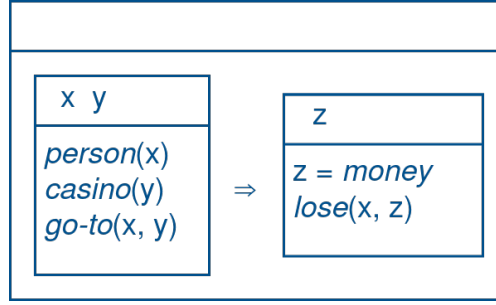 x y
person(x)
casino(y)
go-to(x, y)
⇒
z
z = money
lose(x, z)